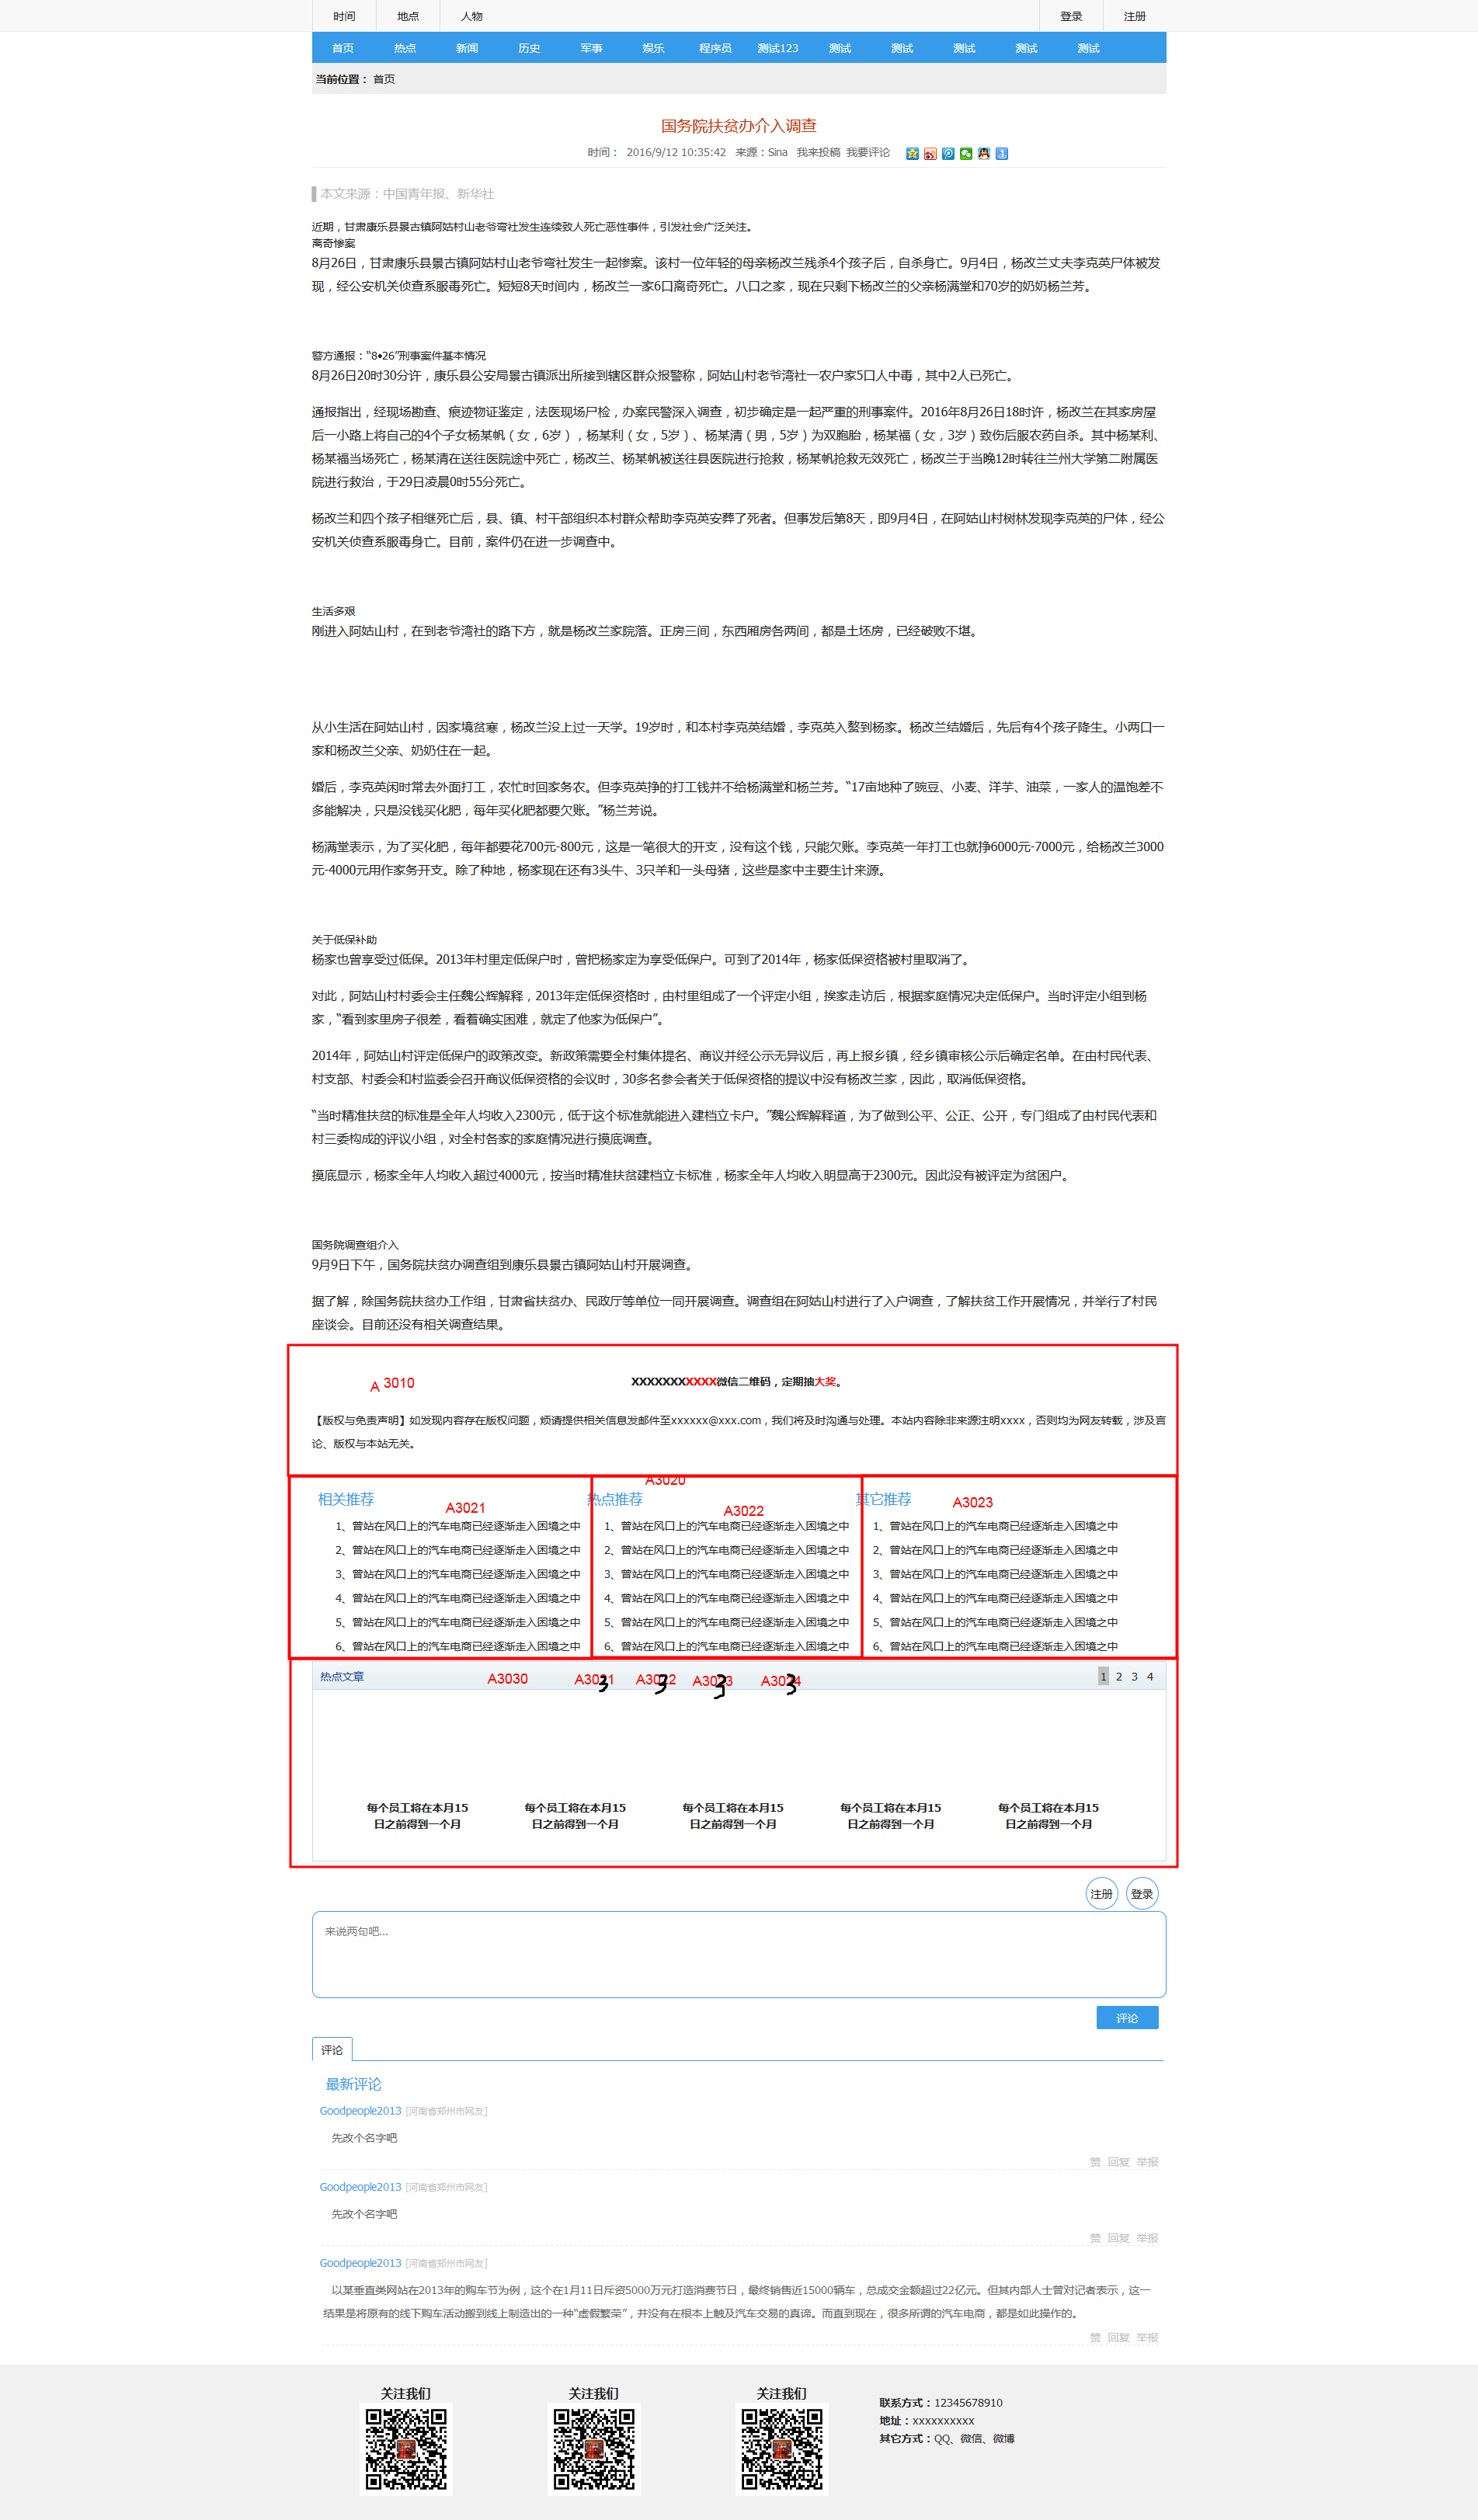 时间 地点 人物 登录 注册
首页 热点 新闻 历史 军事 娱乐 程序员 测试123 测试 测试 测试 测试 测试
当前位置： 首页
国务院扶贫办介入调查
时间： 2016/9/12 10:35:42 来源：Sina 我来投稿 我要评论
本文来源：中国青年报、新华社
近期，甘肃康乐县景古镇阿姑村山老爷弯社发生连续致人死亡恶性事件，引发社会广泛关注。
离奇惨案
8月26日，甘肃康乐县景古镇阿姑村山老爷弯社发生一起惨案。该村一位年轻的母亲杨改兰残杀4个孩子后，自杀身亡。9月4日，杨改兰丈夫李克英尸体被发
现，经公安机关侦查系服毒死亡。短短8天时间内，杨改兰一家6口离奇死亡。八口之家，现在只剩下杨改兰的父亲杨满堂和70岁的奶奶杨兰芳。
警方通报：“8•26”刑事案件基本情况
8月26日20时30分许，康乐县公安局景古镇派出所接到辖区群众报警称，阿姑山村老爷湾社一农户家5口人中毒，其中2人已死亡。
通报指出，经现场勘查、痕迹物证鉴定，法医现场尸检，办案民警深入调查，初步确定是一起严重的刑事案件。2016年8月26日18时许，杨改兰在其家房屋
后一小路上将自己的4个子女杨某帆（女，6岁），杨某利（女，5岁）、杨某清（男，5岁）为双胞胎，杨某福（女，3岁）致伤后服农药自杀。其中杨某利、
杨某福当场死亡，杨某清在送往医院途中死亡，杨改兰、杨某帆被送往县医院进行抢救，杨某帆抢救无效死亡，杨改兰于当晚12时转往兰州大学第二附属医
院进行救治，于29日凌晨0时55分死亡。
杨改兰和四个孩子相继死亡后，县、镇、村干部组织本村群众帮助李克英安葬了死者。但事发后第8天，即9月4日，在阿姑山村树林发现李克英的尸体，经公
安机关侦查系服毒身亡。目前，案件仍在进一步调查中。
生活多艰
刚进入阿姑山村，在到老爷湾社的路下方，就是杨改兰家院落。正房三间，东西厢房各两间，都是土坯房，已经破败不堪。
从小生活在阿姑山村，因家境贫寒，杨改兰没上过一天学。19岁时，和本村李克英结婚，李克英入赘到杨家。杨改兰结婚后，先后有4个孩子降生。小两口一
家和杨改兰父亲、奶奶住在一起。
婚后，李克英闲时常去外面打工，农忙时回家务农。但李克英挣的打工钱并不给杨满堂和杨兰芳。“17亩地种了豌豆、小麦、洋芋、油菜，一家人的温饱差不
多能解决，只是没钱买化肥，每年买化肥都要欠账。”杨兰芳说。
杨满堂表示，为了买化肥，每年都要花700元-800元，这是一笔很大的开支，没有这个钱，只能欠账。李克英一年打工也就挣6000元-7000元，给杨改兰3000
元-4000元用作家务开支。除了种地，杨家现在还有3头牛、3只羊和一头母猪，这些是家中主要生计来源。
关于低保补助
杨家也曾享受过低保。2013年村里定低保户时，曾把杨家定为享受低保户。可到了2014年，杨家低保资格被村里取消了。
对此，阿姑山村村委会主任魏公辉解释，2013年定低保资格时，由村里组成了一个评定小组，挨家走访后，根据家庭情况决定低保户。当时评定小组到杨
家，“看到家里房子很差，看着确实困难，就定了他家为低保户”。
2014年，阿姑山村评定低保户的政策改变。新政策需要全村集体提名、商议并经公示无异议后，再上报乡镇，经乡镇审核公示后确定名单。在由村民代表、
村支部、村委会和村监委会召开商议低保资格的会议时，30多名参会者关于低保资格的提议中没有杨改兰家，因此，取消低保资格。
“当时精准扶贫的标准是全年人均收入2300元，低于这个标准就能进入建档立卡户。”魏公辉解释道，为了做到公平、公正、公开，专门组成了由村民代表和
村三委构成的评议小组，对全村各家的家庭情况进行摸底调查。
摸底显示，杨家全年人均收入超过4000元，按当时精准扶贫建档立卡标准，杨家全年人均收入明显高于2300元。因此没有被评定为贫困户。
国务院调查组介入
9月9日下午，国务院扶贫办调查组到康乐县景古镇阿姑山村开展调查。
据了解，除国务院扶贫办工作组，甘肃省扶贫办、民政厅等单位一同开展调查。调查组在阿姑山村进行了入户调查，了解扶贫工作开展情况，并举行了村民
座谈会。目前还没有相关调查结果。
A 3010 XXXXXXXXXXX微信二维码，定期抽大奖。
【版权与免责声明】如发现内容存在版权问题，烦请提供相关信息发邮件至xxxxxx@xxx.com，我们将及时沟通与处理。本站内容除非来源注明xxxx，否则均为网友转载，涉及言
论、版权与本站无关。
A3020
相关推荐 A3021 热点推荐 A3022 其它推荐 A3023
1、曾站在风口上的汽车电商已经逐渐走入困境之中 1、曾站在风口上的汽车电商已经逐渐走入困境之中 1、曾站在风口上的汽车电商已经逐渐走入困境之中
2、曾站在风口上的汽车电商已经逐渐走入困境之中 2、曾站在风口上的汽车电商已经逐渐走入困境之中 2、曾站在风口上的汽车电商已经逐渐走入困境之中
3、曾站在风口上的汽车电商已经逐渐走入困境之中 3、曾站在风口上的汽车电商已经逐渐走入困境之中 3、曾站在风口上的汽车电商已经逐渐走入困境之中
4、曾站在风口上的汽车电商已经逐渐走入困境之中 4、曾站在风口上的汽车电商已经逐渐走入困境之中 4、曾站在风口上的汽车电商已经逐渐走入困境之中
5、曾站在风口上的汽车电商已经逐渐走入困境之中 5、曾站在风口上的汽车电商已经逐渐走入困境之中 5、曾站在风口上的汽车电商已经逐渐走入困境之中
6、曾站在风口上的汽车电商已经逐渐走入困境之中 6、曾站在风口上的汽车电商已经逐渐走入困境之中 6、曾站在风口上的汽车电商已经逐渐走入困境之中
热点文章 A3030 A3031 A3032 A3033 A3034 1 2 3 4
每个员工将在本月15 每个员工将在本月15 每个员工将在本月15 每个员工将在本月15 每个员工将在本月15
日之前得到一个月 日之前得到一个月 日之前得到一个月 日之前得到一个月 日之前得到一个月
注册 登录
来说两句吧...
评论
评论
最新评论
Goodpeople2013 [河南省郑州市网友]
先改个名字吧
赞 回复 举报
Goodpeople2013 [河南省郑州市网友]
先改个名字吧
赞 回复 举报
Goodpeople2013 [河南省郑州市网友]
以某垂直类网站在2013年的购车节为例，这个在1月11日斥资5000万元打造消费节日，最终销售近15000辆车，总成交金额超过22亿元。但其内部人士曾对记者表示，这一
结果是将原有的线下购车活动搬到线上制造出的一种“虚假繁荣”，并没有在根本上触及汽车交易的真谛。而直到现在，很多所谓的汽车电商，都是如此操作的。
赞 回复 举报
关注我们 关注我们 关注我们
联系方式：12345678910
地址：xxxxxxxxxx
其它方式：QQ、微信、微博